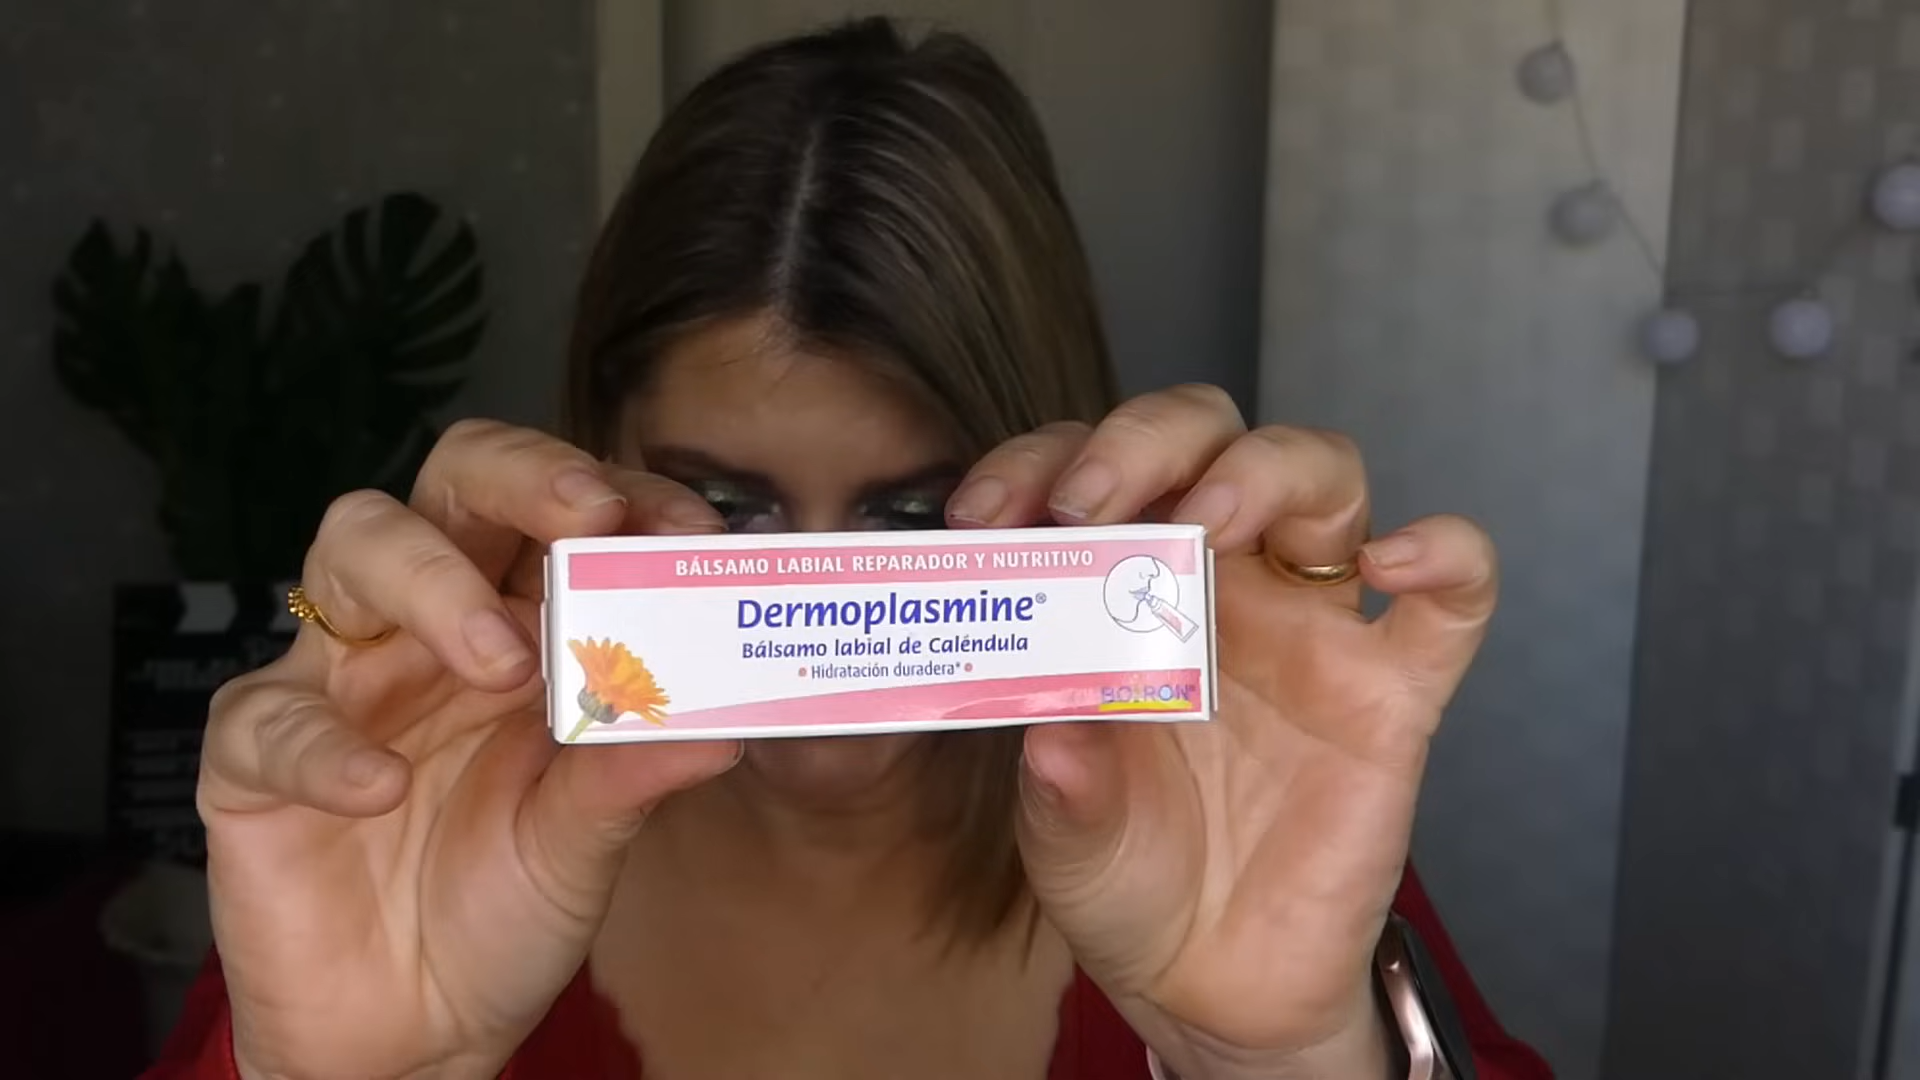 BÁLSAMO LABIAL REPARADOR Y NUTRITIVO
Dermoplasmine®
Bálsamo labial de Caléndula
• Hidratación duradera* •
BOIRON®